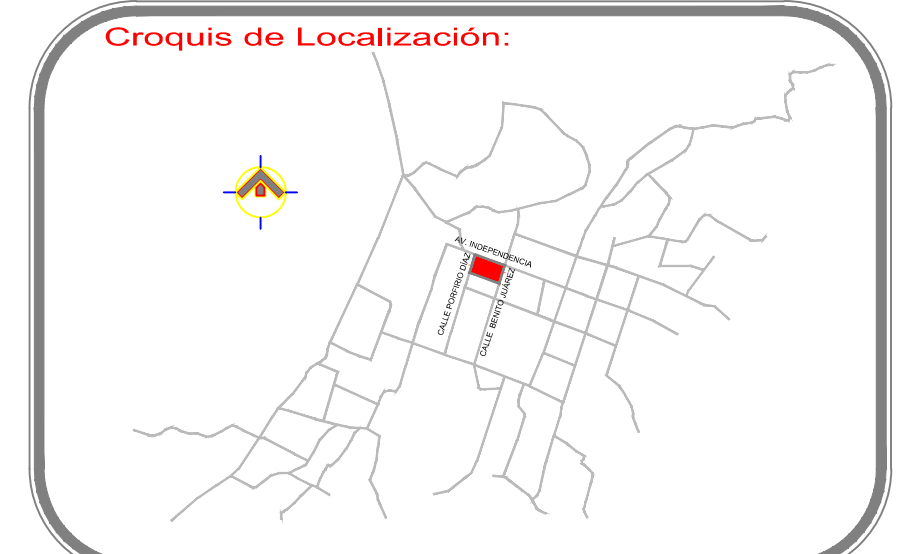 Croquis de Localización:
AV. INDEPENDENCIA
CALLE PORFIRIO DÍAZ
CALLE BENITO JUÁREZ